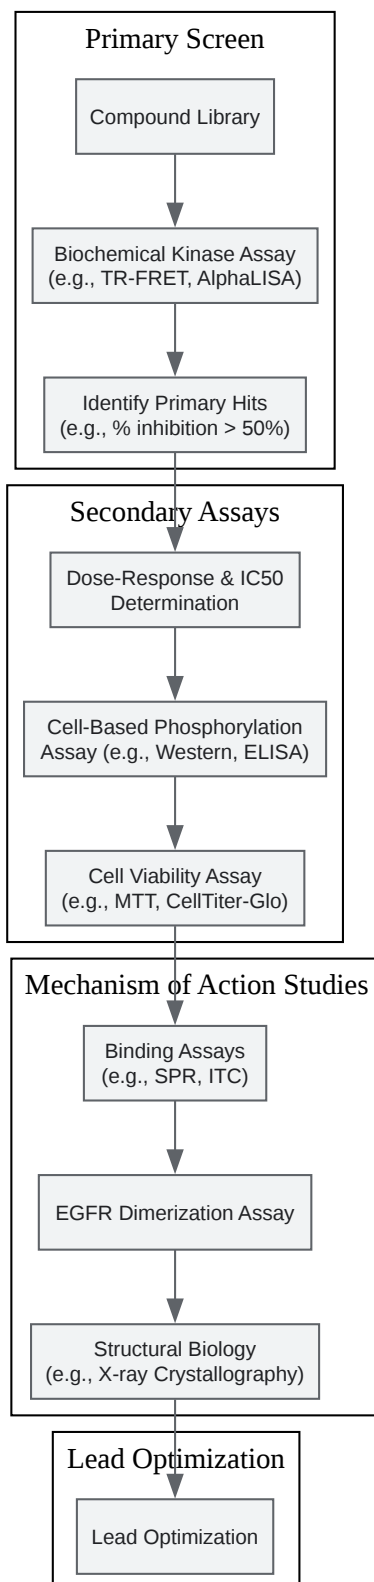 Primary Screen
Compound Library
Biochemical Kinase Assay
(e.g., TR-FRET, AlphaLISA)
Identify Primary Hits
(e.g., % inhibition > 50%)
Secondary Assays
Dose-Response & IC50
Determination
Cell-Based Phosphorylation
Assay (e.g., Western, ELISA)
Cell Viability Assay
(e.g., MTT, CellTiter-Glo)
Mechanism of Action Studies
Binding Assays
(e.g., SPR, ITC)
EGFR Dimerization Assay
Structural Biology
(e.g., X-ray Crystallography)
Lead Optimization
Lead Optimization